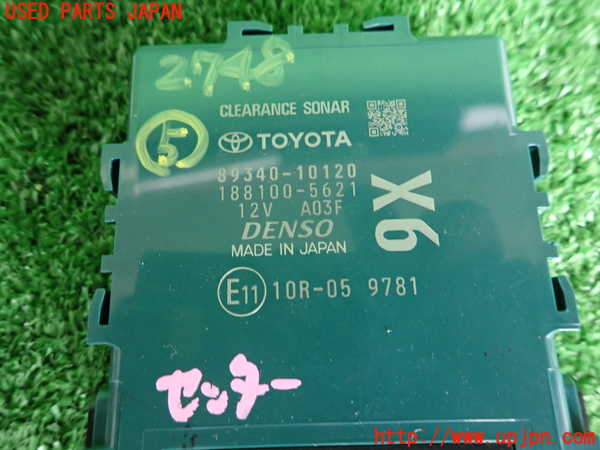 USED PARTS JAPAN
2748
CLEARANCE SONAR
5
TOYOTA
89340-10120
188100-5621
12V A03F
DENSO
MADE IN JAPAN
X6
E11 10R-05 9781
センター
http://www.upjpn.com